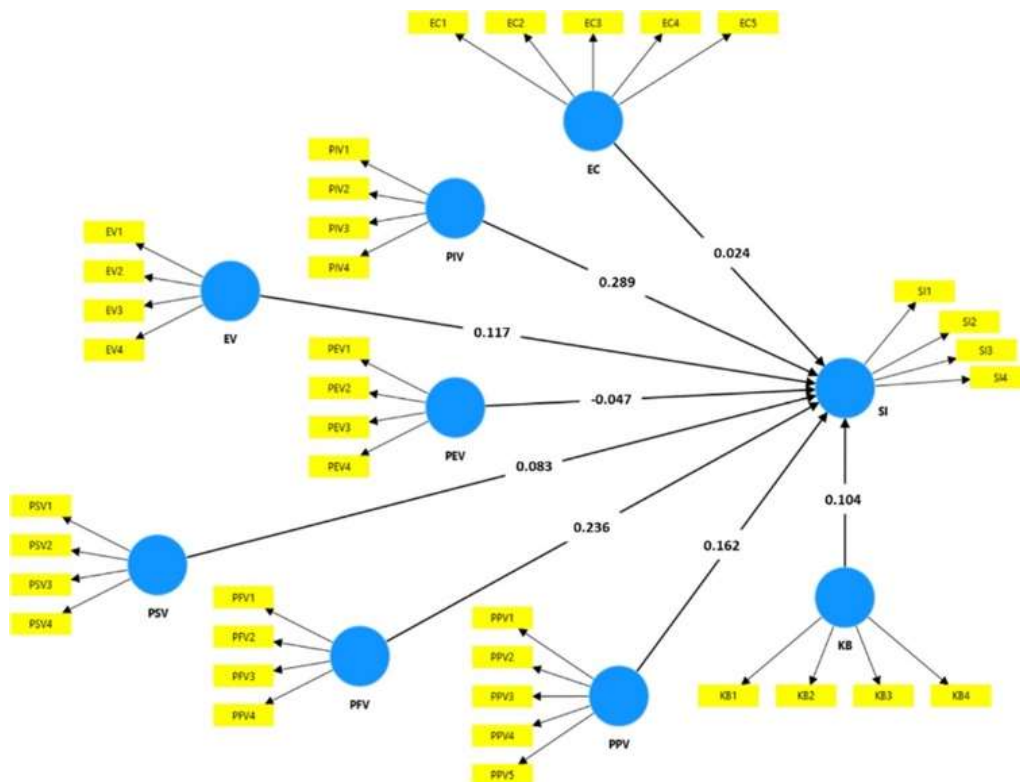 EC1 EC2 EC3 EC4 EC5
EC
PIV1
PIV2
PIV3
PIV4
PIV
EV1
EV2
EV3
EV4
EV
PEV1
PEV2
PEV3
PEV4
PEV
PSV1
PSV2
PSV3
PSV4
PSV
PFV1
PFV2
PFV3
PFV4
PFV
PPV1
PPV2
PPV3
PPV4
PPV5
PPV
0.024
0.289
0.117
-0.047
0.083
0.236
0.162
0.104
SI1
SI2
SI3
SI4
SI
KB
KB1 KB2 KB3 KB4